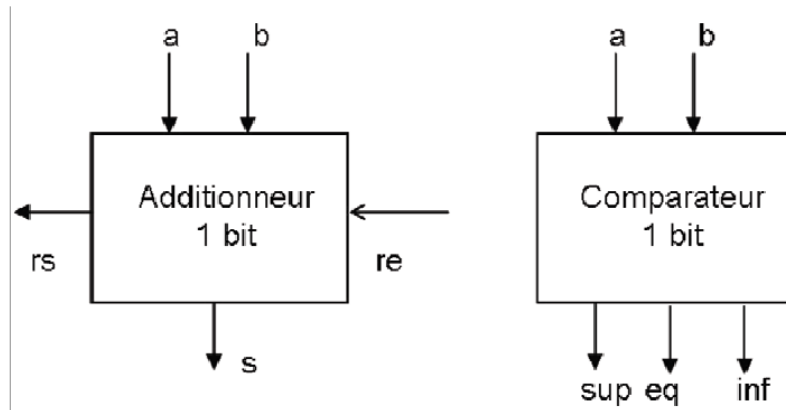 a b
Additionneur
1 bit
rs
re
s
a b
Comparateur
1 bit
sup eq inf